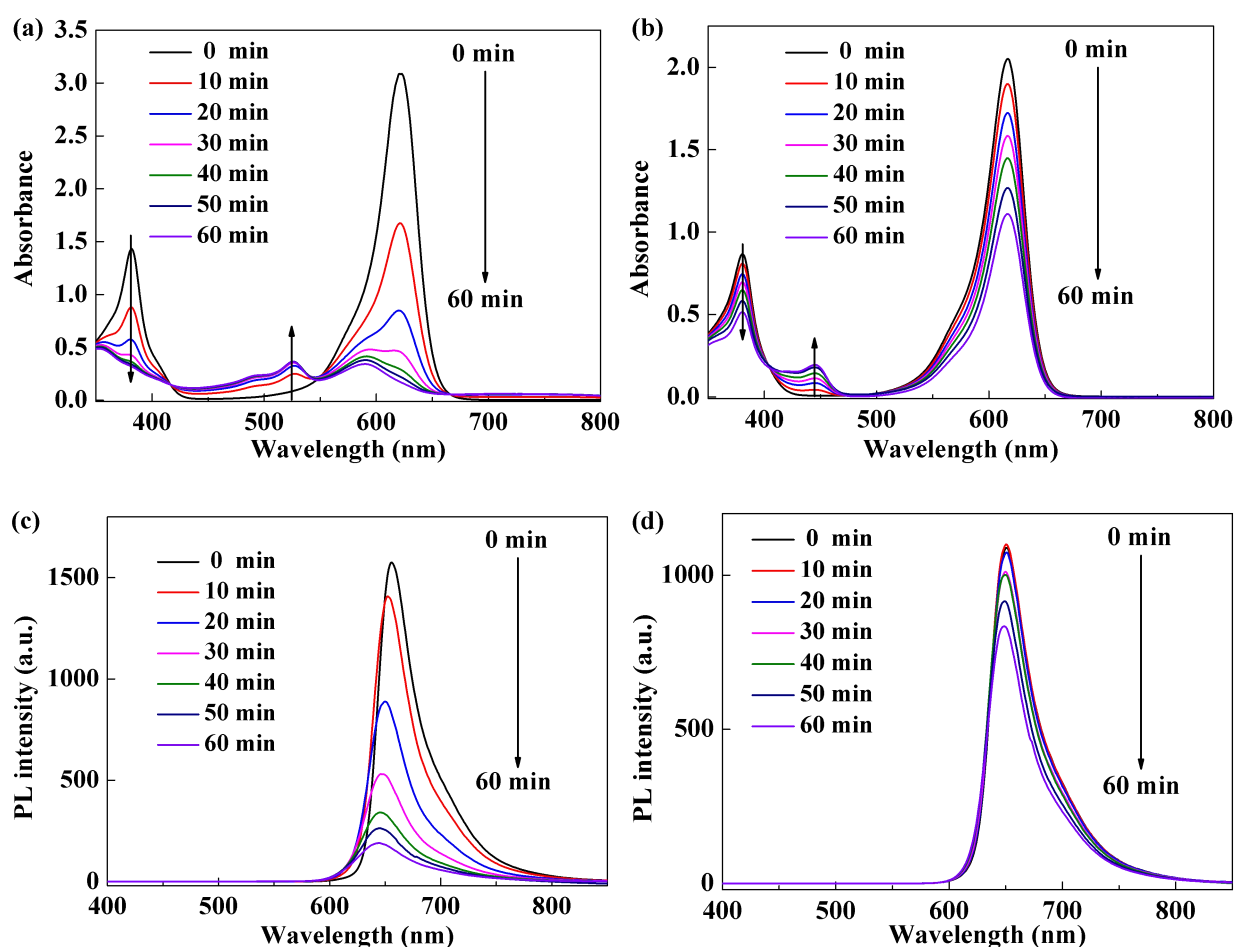 (a)
3.5
3.0
2.5
2.0
1.5
1.0
0.5
0.0
Absorbance
0 min
10 min
20 min
30 min
40 min
50 min
60 min
0 min
60 min
400 500 600 700 800
Wavelength (nm)
(b)
2.0
1.5
1.0
0.5
0.0
Absorbance
0 min
10 min
20 min
30 min
40 min
50 min
60 min
0 min
60 min
400 500 600 700 800
Wavelength (nm)
(c)
1500
1000
500
0
PL intensity (a.u.)
0 min
10 min
20 min
30 min
40 min
50 min
60 min
0 min
60 min
400 500 600 700 800
Wavelength (nm)
(d)
1000
500
0
PL intensity (a.u.)
0 min
10 min
20 min
30 min
40 min
50 min
60 min
0 min
60 min
400 500 600 700 800
Wavelength (nm)